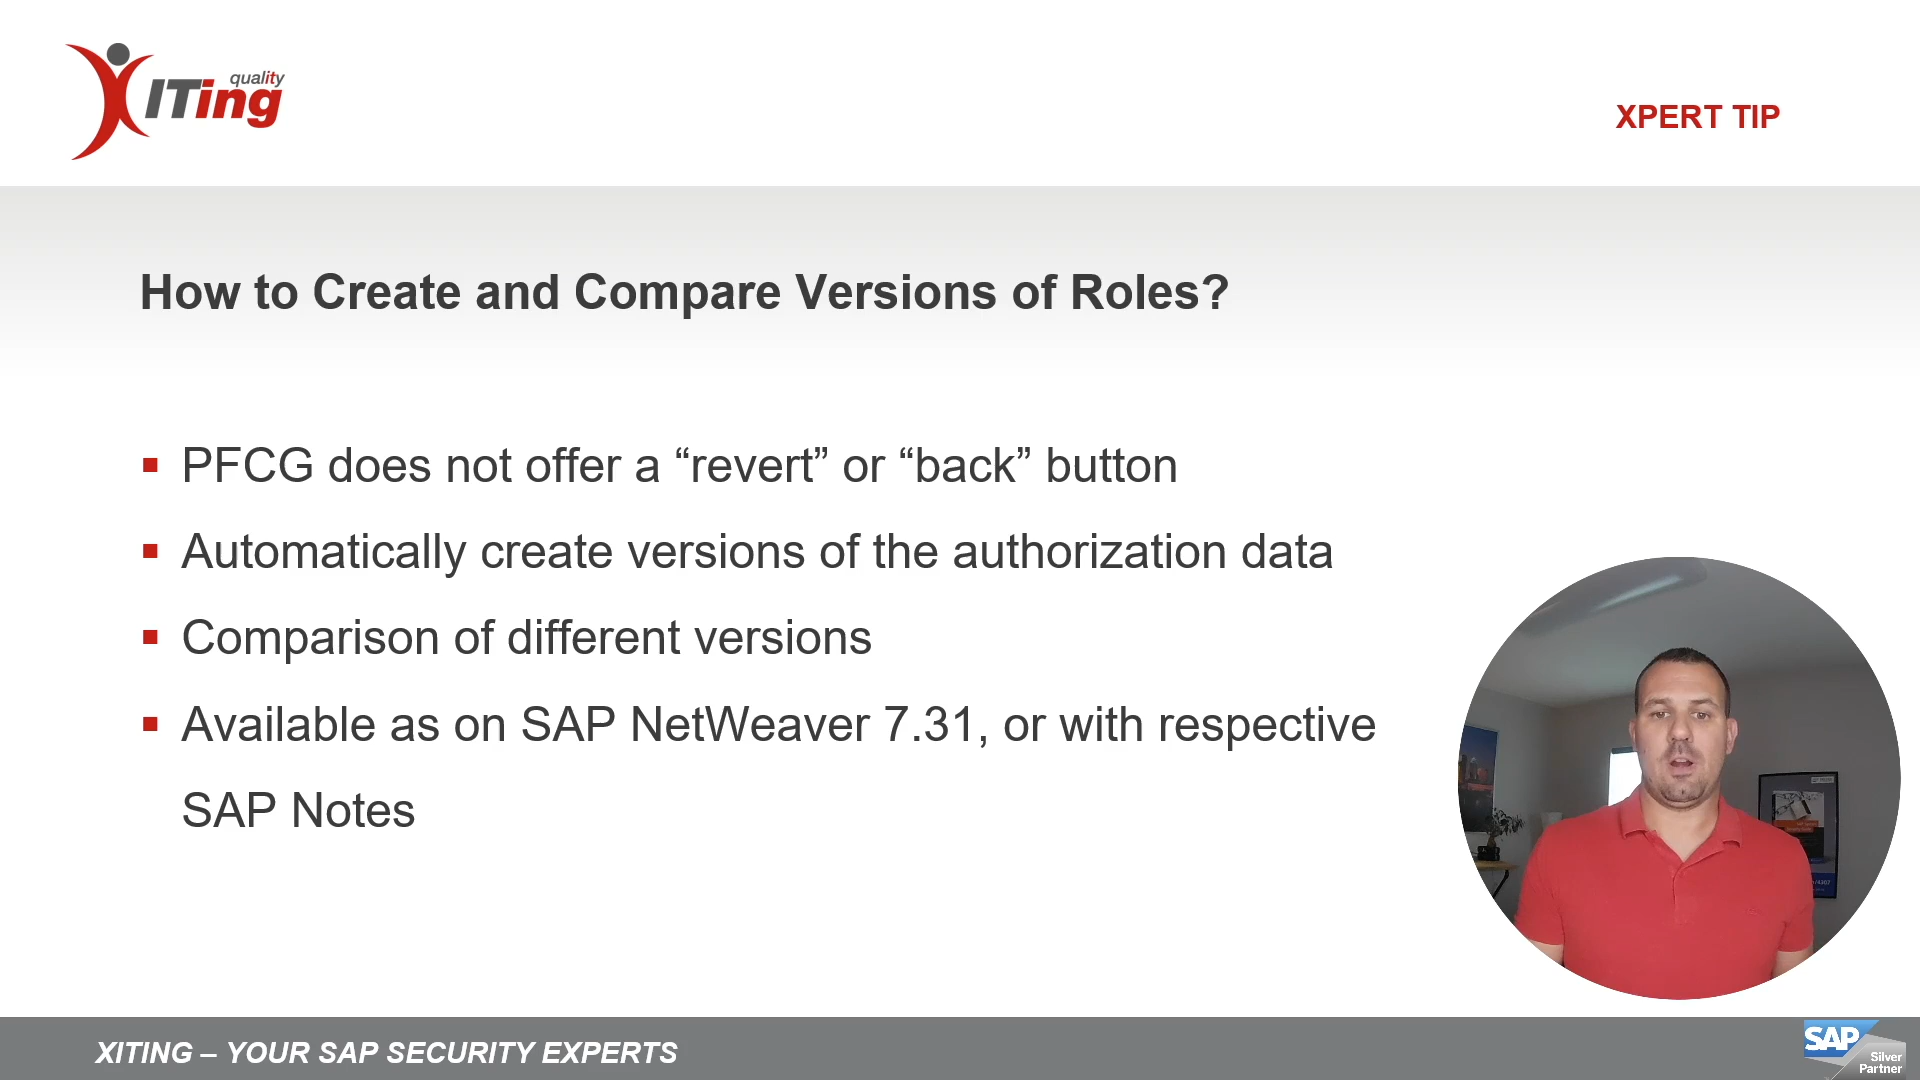 quality
XITing
XPERT TIP
How to Create and Compare Versions of Roles?
PFCG does not offer a “revert” or “back” button
Automatically create versions of the authorization data
Comparison of different versions
Available as on SAP NetWeaver 7.31, or with respective
SAP Notes
XITING – YOUR SAP SECURITY EXPERTS
SAP
Silver
Partner